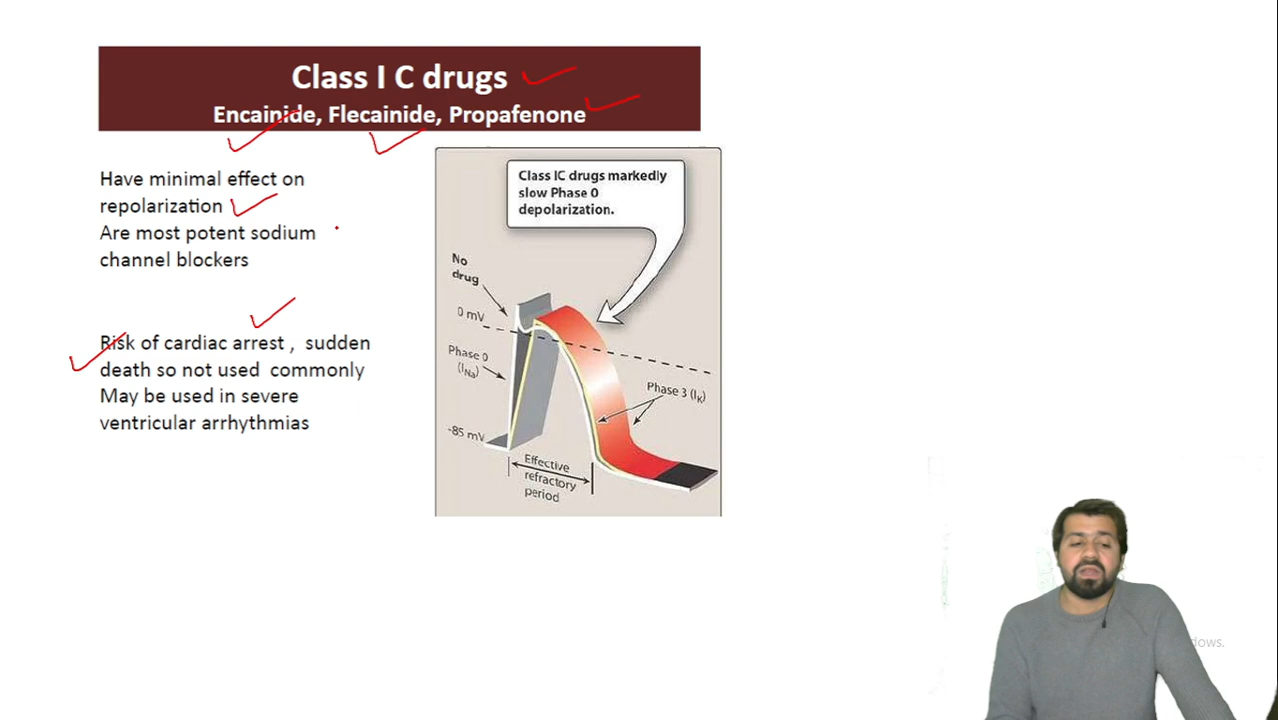 Class I C drugs
Encainide, Flecainide, Propafenone
Have minimal effect on
repolarization
Are most potent sodium
channel blockers
Risk of cardiac arrest , sudden
death so not used commonly
May be used in severe
ventricular arrhythmias
Class IC drugs markedly
slow Phase 0
depolarization.
No
drug
0 mV
Phase 0
(INa)
Phase 3 (IK)
-85 mV
Effective
refractory
period
dows.